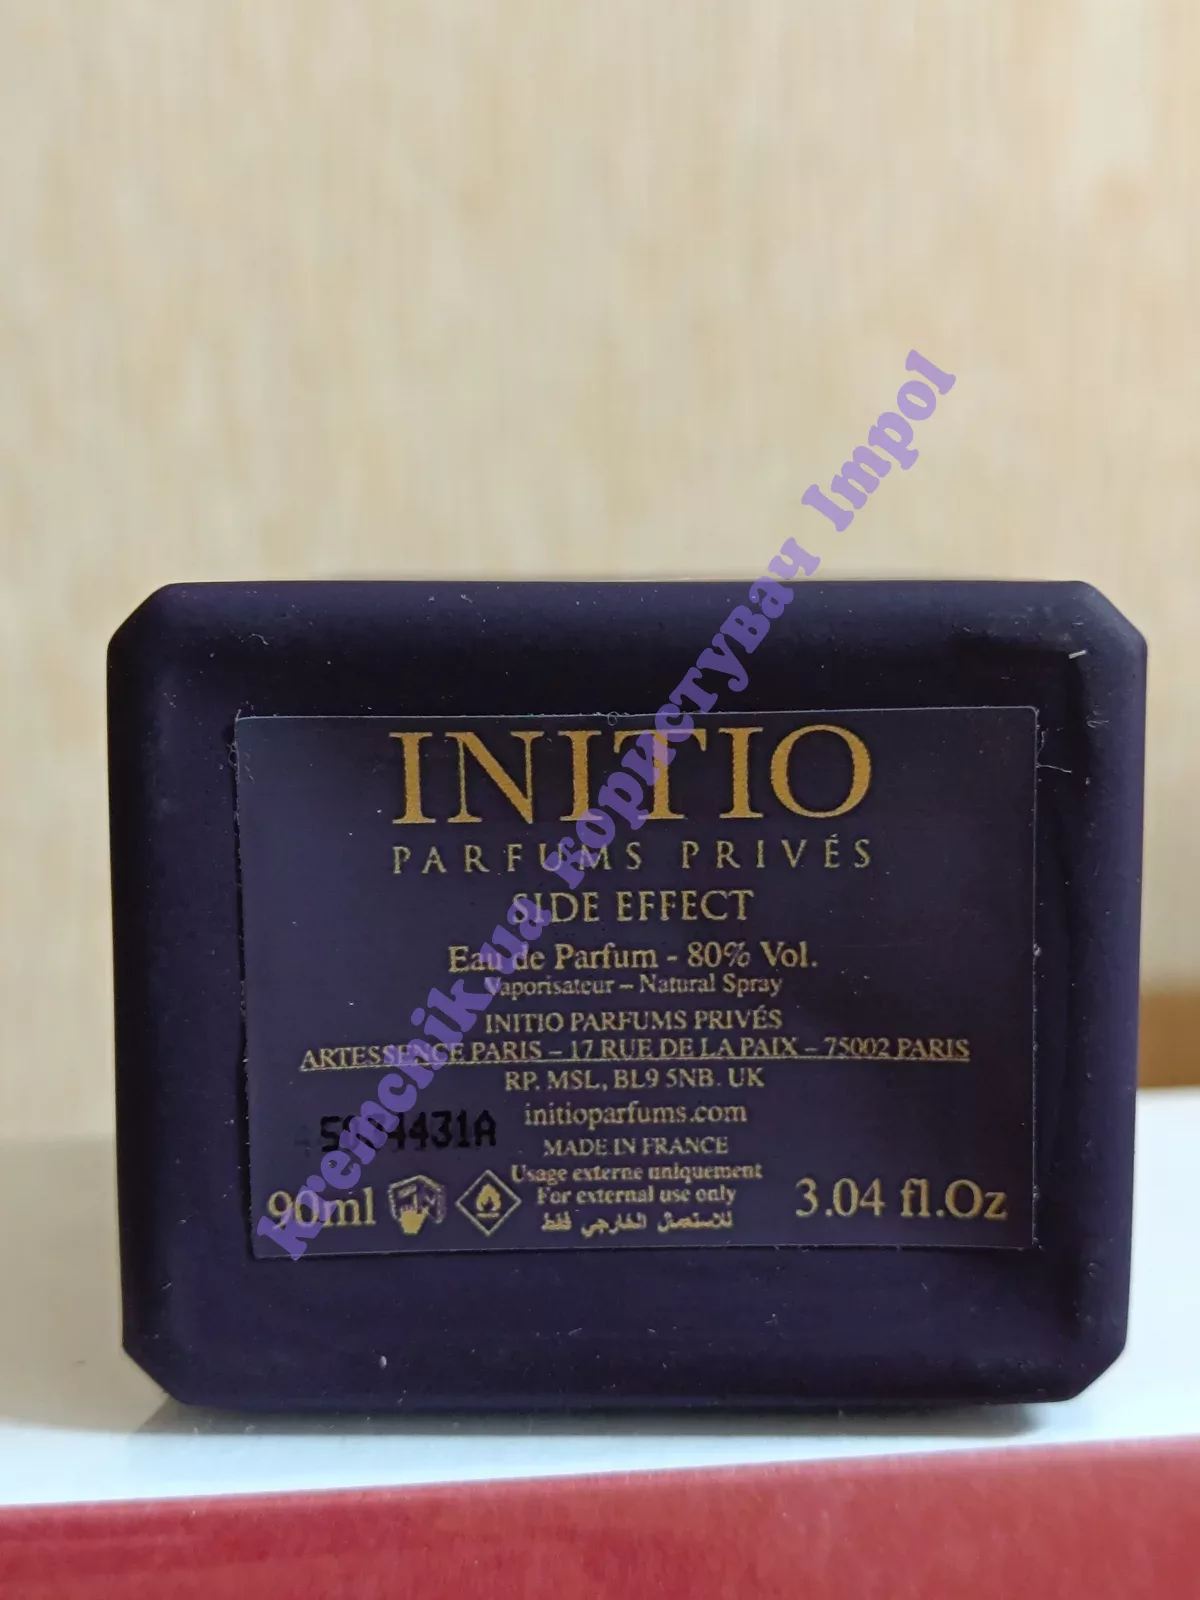 INITIO
PARFUMS PRIVÉS
SIDE EFFECT
Eau de Parfum - 80% Vol.
Vaporisateur – Natural Spray
INITIO PARFUMS PRIVÉS
ARTESSENCE PARIS – 17 RUE DE LA PAIX – 75002 PARIS
RP. MSL, BL9 5NB. UK
initioparfums.com
MADE IN FRANCE
Usage externe uniquement
For external use only
للاستعمال الخارجي فقط
90ml
3.04 fl.Oz
kremchik.ua користувач Impol